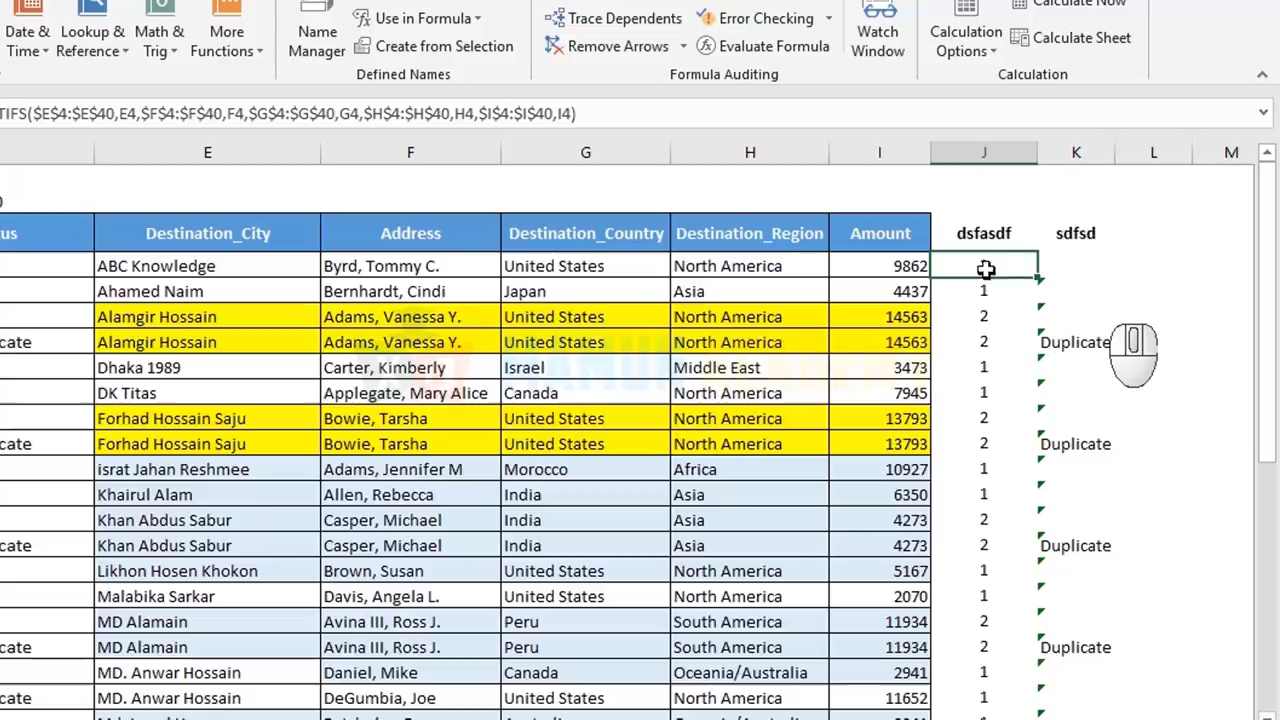 Date & Time
Lookup & Reference
Math & Trig
More Functions
Name Manager
Use in Formula
Create from Selection
Defined Names
Trace Dependents
Remove Arrows
Error Checking
Evaluate Formula
Formula Auditing
Watch Window
Calculation Options
Calculate Now
Calculate Sheet
Calculation
TIFS($E$4:$E$40,E4,$F$4:$F$40,F4,$G$4:$G$40,G4,$H$4:$H$40,H4,$I$4:$I$40,I4)
E F G H I J K L M
tus Destination_City Address Destination_Country Destination_Region Amount dsfasdf sdfsd
ABC Knowledge Byrd, Tommy C. United States North America 9862
Ahamed Naim Bernhardt, Cindi Japan Asia 4437 1
Alamgir Hossain Adams, Vanessa Y. United States North America 14563 2
cate Alamgir Hossain Adams, Vanessa Y. United States North America 14563 2 Duplicate
Dhaka 1989 Carter, Kimberly Israel Middle East 3473 1
DK Titas Applegate, Mary Alice Canada North America 7945 1
Forhad Hossain Saju Bowie, Tarsha United States North America 13793 2
cate Forhad Hossain Saju Bowie, Tarsha United States North America 13793 2 Duplicate
israt Jahan Reshmee Adams, Jennifer M Morocco Africa 10927 1
Khairul Alam Allen, Rebecca India Asia 6350 1
Khan Abdus Sabur Casper, Michael India Asia 4273 2
cate Khan Abdus Sabur Casper, Michael India Asia 4273 2 Duplicate
Likhon Hosen Khokon Brown, Susan United States North America 5167 1
Malabika Sarkar Davis, Angela L. United States North America 2070 1
MD Alamain Avina III, Ross J. Peru South America 11934 2
cate MD Alamain Avina III, Ross J. Peru South America 11934 2 Duplicate
MD. Anwar Hossain Daniel, Mike Canada Oceania/Australia 2941 1
cate MD. Anwar Hossain DeGumbia, Joe United States North America 11652 1